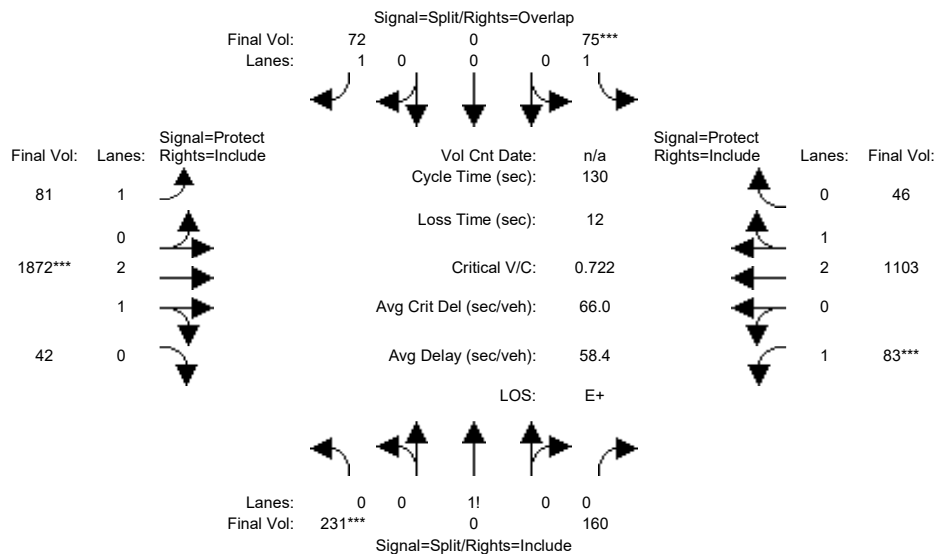 Signal=Split/Rights=Overlap
Final Vol: 72 0 75***
Lanes: 1 0 0 0 1
Signal=Protect Signal=Protect
Final Vol: Lanes: Rights=Include Vol Cnt Date: n/a Rights=Include Lanes: Final Vol:
Cycle Time (sec): 130
81 1 0 46
Loss Time (sec): 12
0 1
1872*** 2 Critical V/C: 0.722 2 1103
1 Avg Crit Del (sec/veh): 66.0 0
42 0 Avg Delay (sec/veh): 58.4 1 83***
LOS: E+
Lanes: 0 0 1! 0 0
Final Vol: 231*** 0 160
Signal=Split/Rights=Include